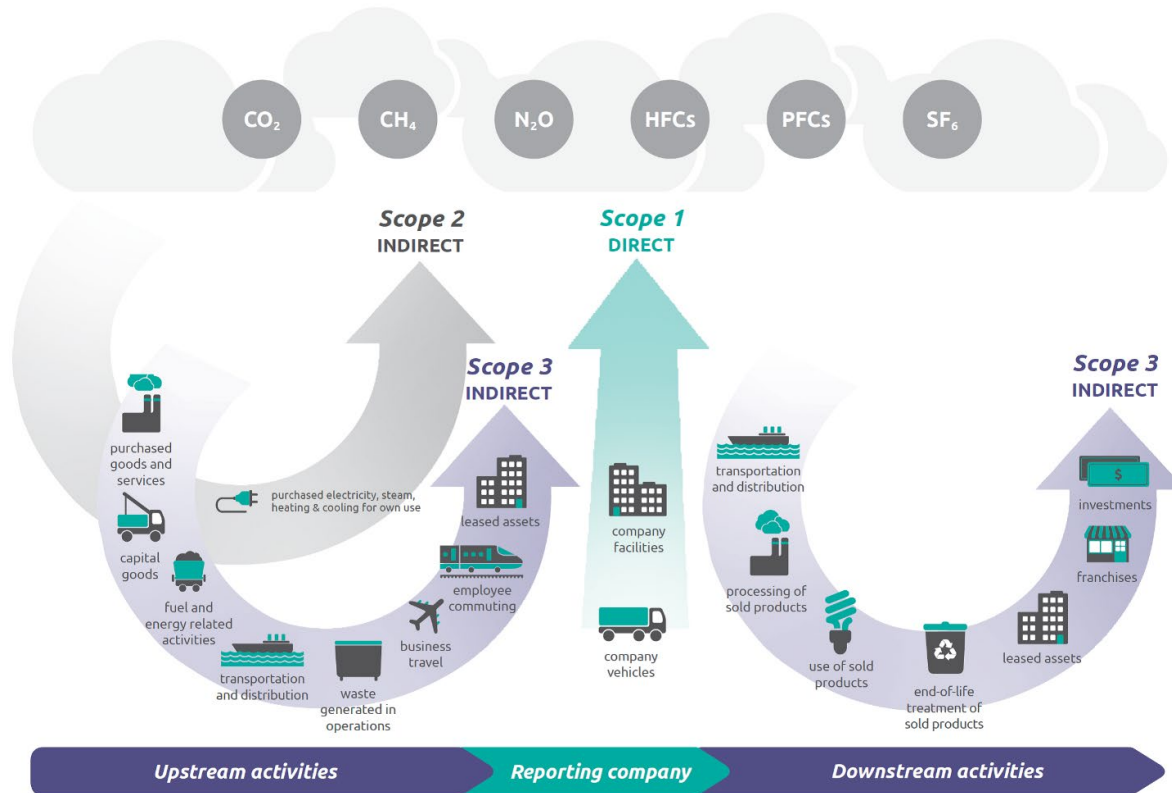 CO₂
CH₄
N₂O
HFCs
PFCs
SF₆
Scope 2
INDIRECT
Scope 1
DIRECT
Scope 3
INDIRECT
Scope 3
INDIRECT
purchased
goods and
services
capital
goods
fuel and
energy related
activities
purchased electricity, steam,
heating & cooling for own use
transportation
and distribution
waste
generated in
operations
business
travel
employee
commuting
leased assets
company
facilities
company
vehicles
transportation
and distribution
processing of
sold products
use of sold
products
end-of-life
treatment of
sold products
leased assets
franchises
$
investments
Upstream activities
Reporting company
Downstream activities